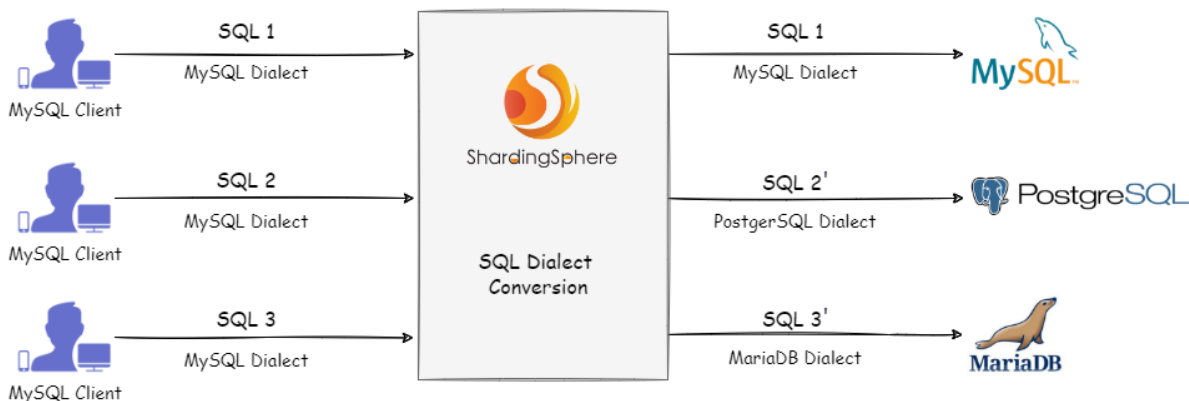 SQL 1
MySQL Dialect
MySQL Client
SQL 2
MySQL Dialect
MySQL Client
SQL 3
MySQL Dialect
MySQL Client
ShardingSphere
SQL Dialect
Conversion
SQL 1
MySQL Dialect
MySQL™
SQL 2'
PostgerSQL Dialect
PostgreSQL
SQL 3'
MariaDB Dialect
MariaDB